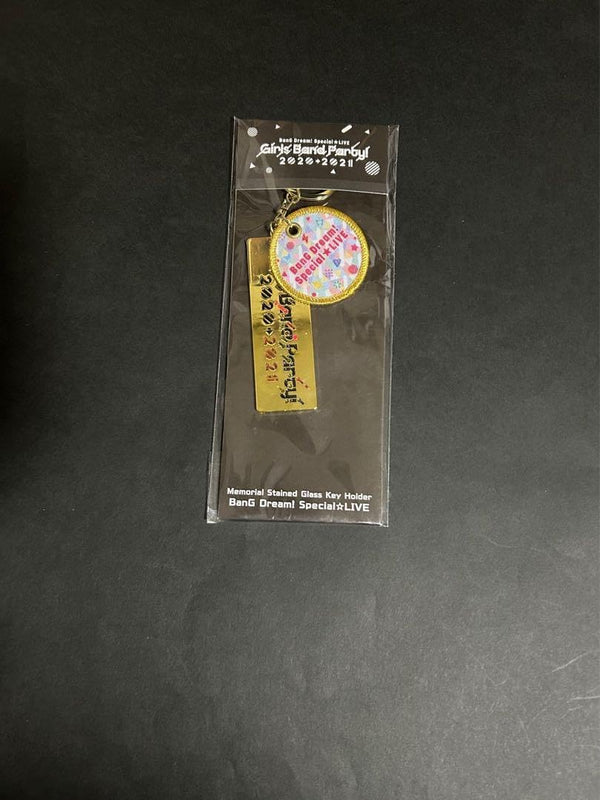 BanG Dream! Special☆LIVE
Girls Band Party!
2020→2021
BanG Dream!
Special★LIVE
Band Party!
2020→2021
Memorial Stained Glass Key Holder
BanG Dream! Special☆LIVE